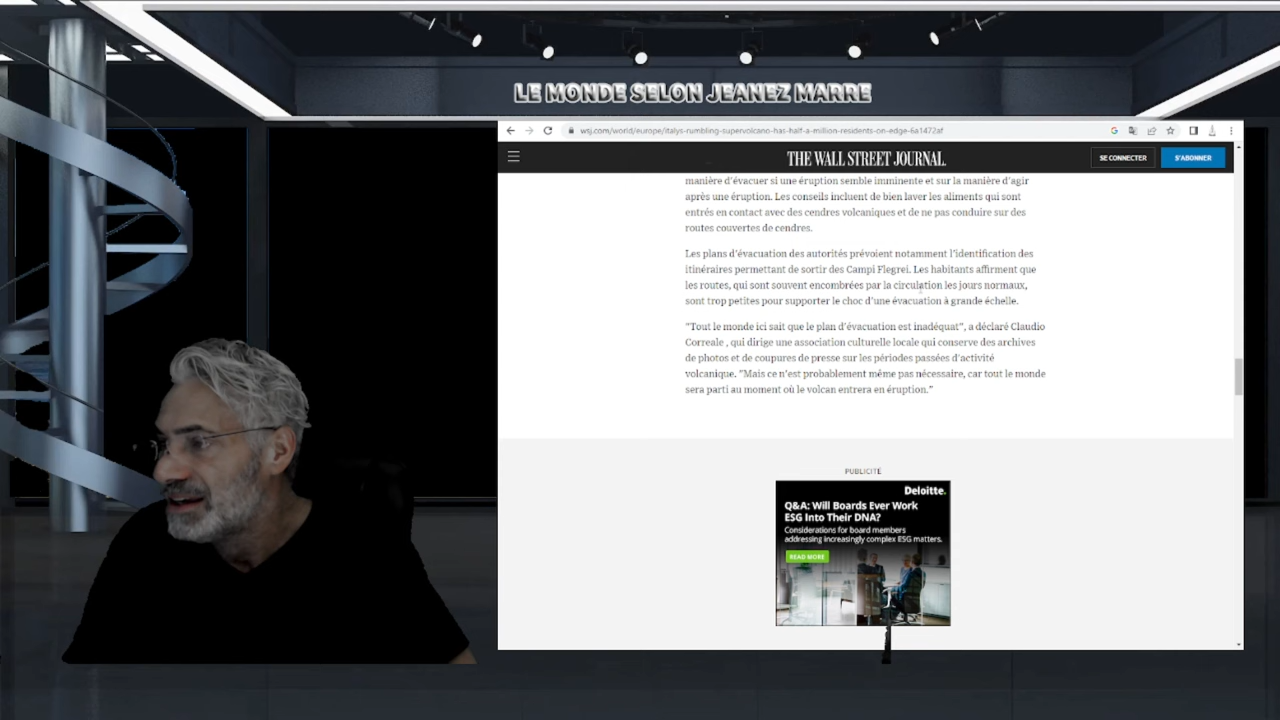 LE MONDE SELON JEANEZ MARRE
wsj.com/world/europe/italys-rumbling-supervolcano-has-half-a-million-residents-on-edge-6a1472af
THE WALL STREET JOURNAL.
SE CONNECTER
S'ABONNER
manière d'évacuer si une éruption semble imminente et sur la manière d'agir
après une éruption. Les conseils incluent de bien laver les aliments qui sont
entrés en contact avec des cendres volcaniques et de ne pas conduire sur des
routes couvertes de cendres.
Les plans d'évacuation des autorités prévoient notamment l'identification des
itinéraires permettant de sortir des Campi Flegrei. Les habitants affirment que
les routes, qui sont souvent encombrées par la circulation les jours normaux,
sont trop petites pour supporter le choc d'une évacuation à grande échelle.
"Tout le monde ici sait que le plan d'évacuation est inadéquat", a déclaré Claudio
Correale , qui dirige une association culturelle locale qui conserve des archives
de photos et de coupures de presse sur les périodes passées d'activité
volcanique. "Mais ce n'est probablement même pas nécessaire, car tout le monde
sera parti au moment où le volcan entrera en éruption."
PUBLICITÉ
Deloitte.
Q&A: Will Boards Ever Work
ESG Into Their DNA?
Considerations for board members
addressing increasingly complex ESG matters.
READ MORE